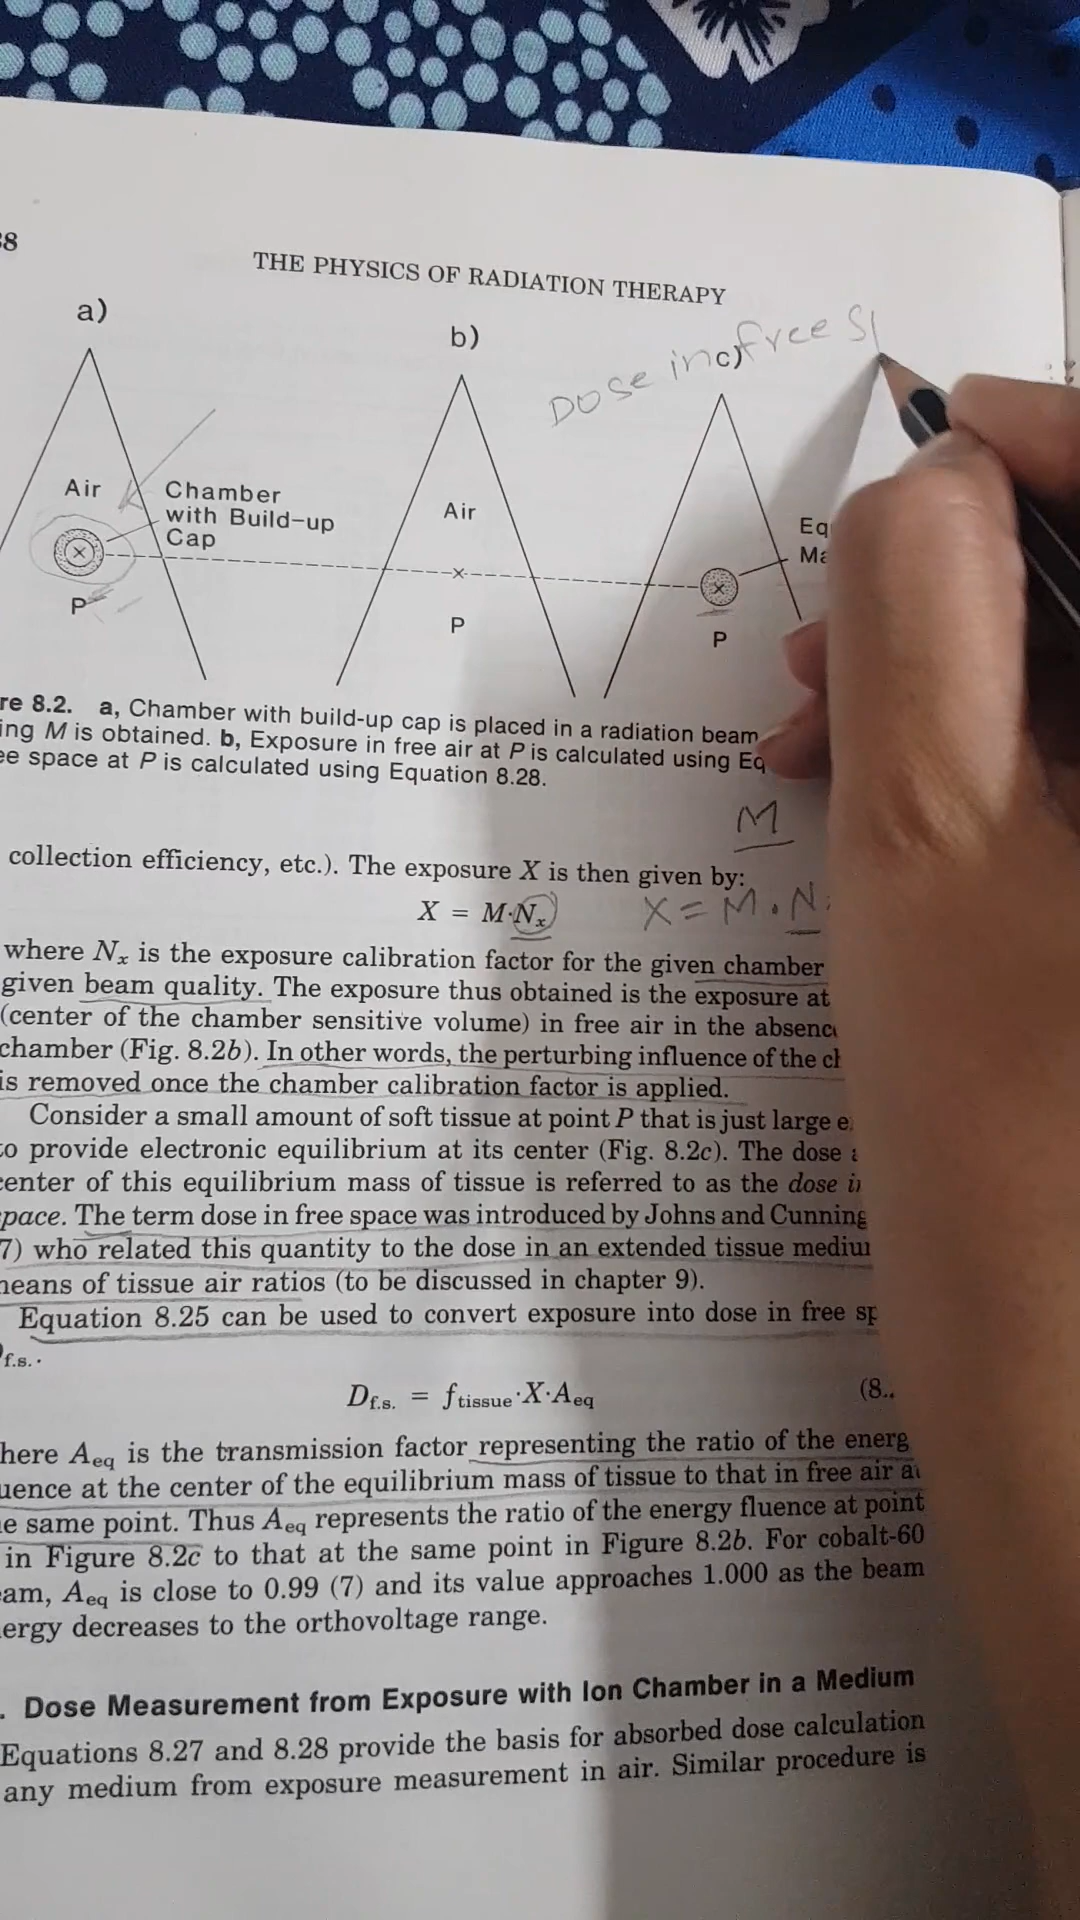 38
THE PHYSICS OF RADIATION THERAPY
a)
b)
c)
Dose in free
Air
Chamber
with Build-up
Cap
P
Air
P
P
re 8.2. a, Chamber with build-up cap is placed in a radiation beam
ing M is obtained. b, Exposure in free air at P is calculated using Eq
ee space at P is calculated using Equation 8.28.
M
collection efficiency, etc.). The exposure X is then given by:
X = M·Nₓ
X = M . N
where Nₓ is the exposure calibration factor for the given chamber
given beam quality. The exposure thus obtained is the exposure at
(center of the chamber sensitive volume) in free air in the absenc
chamber (Fig. 8.2b). In other words, the perturbing influence of the ch
is removed once the chamber calibration factor is applied.
Consider a small amount of soft tissue at point P that is just large e
to provide electronic equilibrium at its center (Fig. 8.2c). The dose a
center of this equilibrium mass of tissue is referred to as the dose in
pace. The term dose in free space was introduced by Johns and Cunning
7) who related this quantity to the dose in an extended tissue mediu
neans of tissue air ratios (to be discussed in chapter 9).
Equation 8.25 can be used to convert exposure into dose in free sp
f.s.·
D f.s. = f tissue·X·A eq (8.
here A eq is the transmission factor representing the ratio of the energ
uence at the center of the equilibrium mass of tissue to that in free air at
e same point. Thus A eq represents the ratio of the energy fluence at point
in Figure 8.2c to that at the same point in Figure 8.2b. For cobalt-60
eam, A eq is close to 0.99 (7) and its value approaches 1.000 as the beam
ergy decreases to the orthovoltage range.
. Dose Measurement from Exposure with Ion Chamber in a Medium
Equations 8.27 and 8.28 provide the basis for absorbed dose calculation
any medium from exposure measurement in air. Similar procedure is